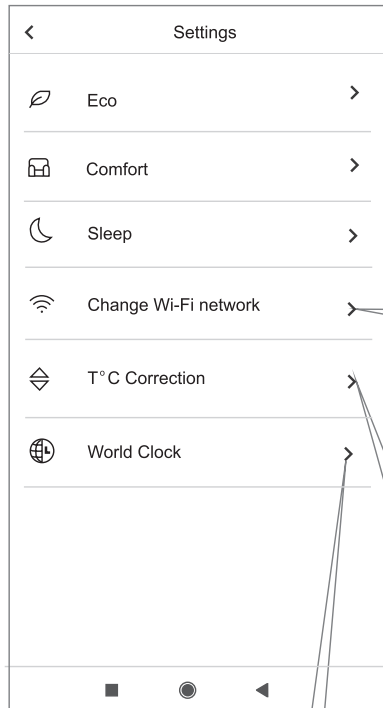 Settings
Eco
Comfort
Sleep
Change Wi-Fi network
T°C Correction
World Clock